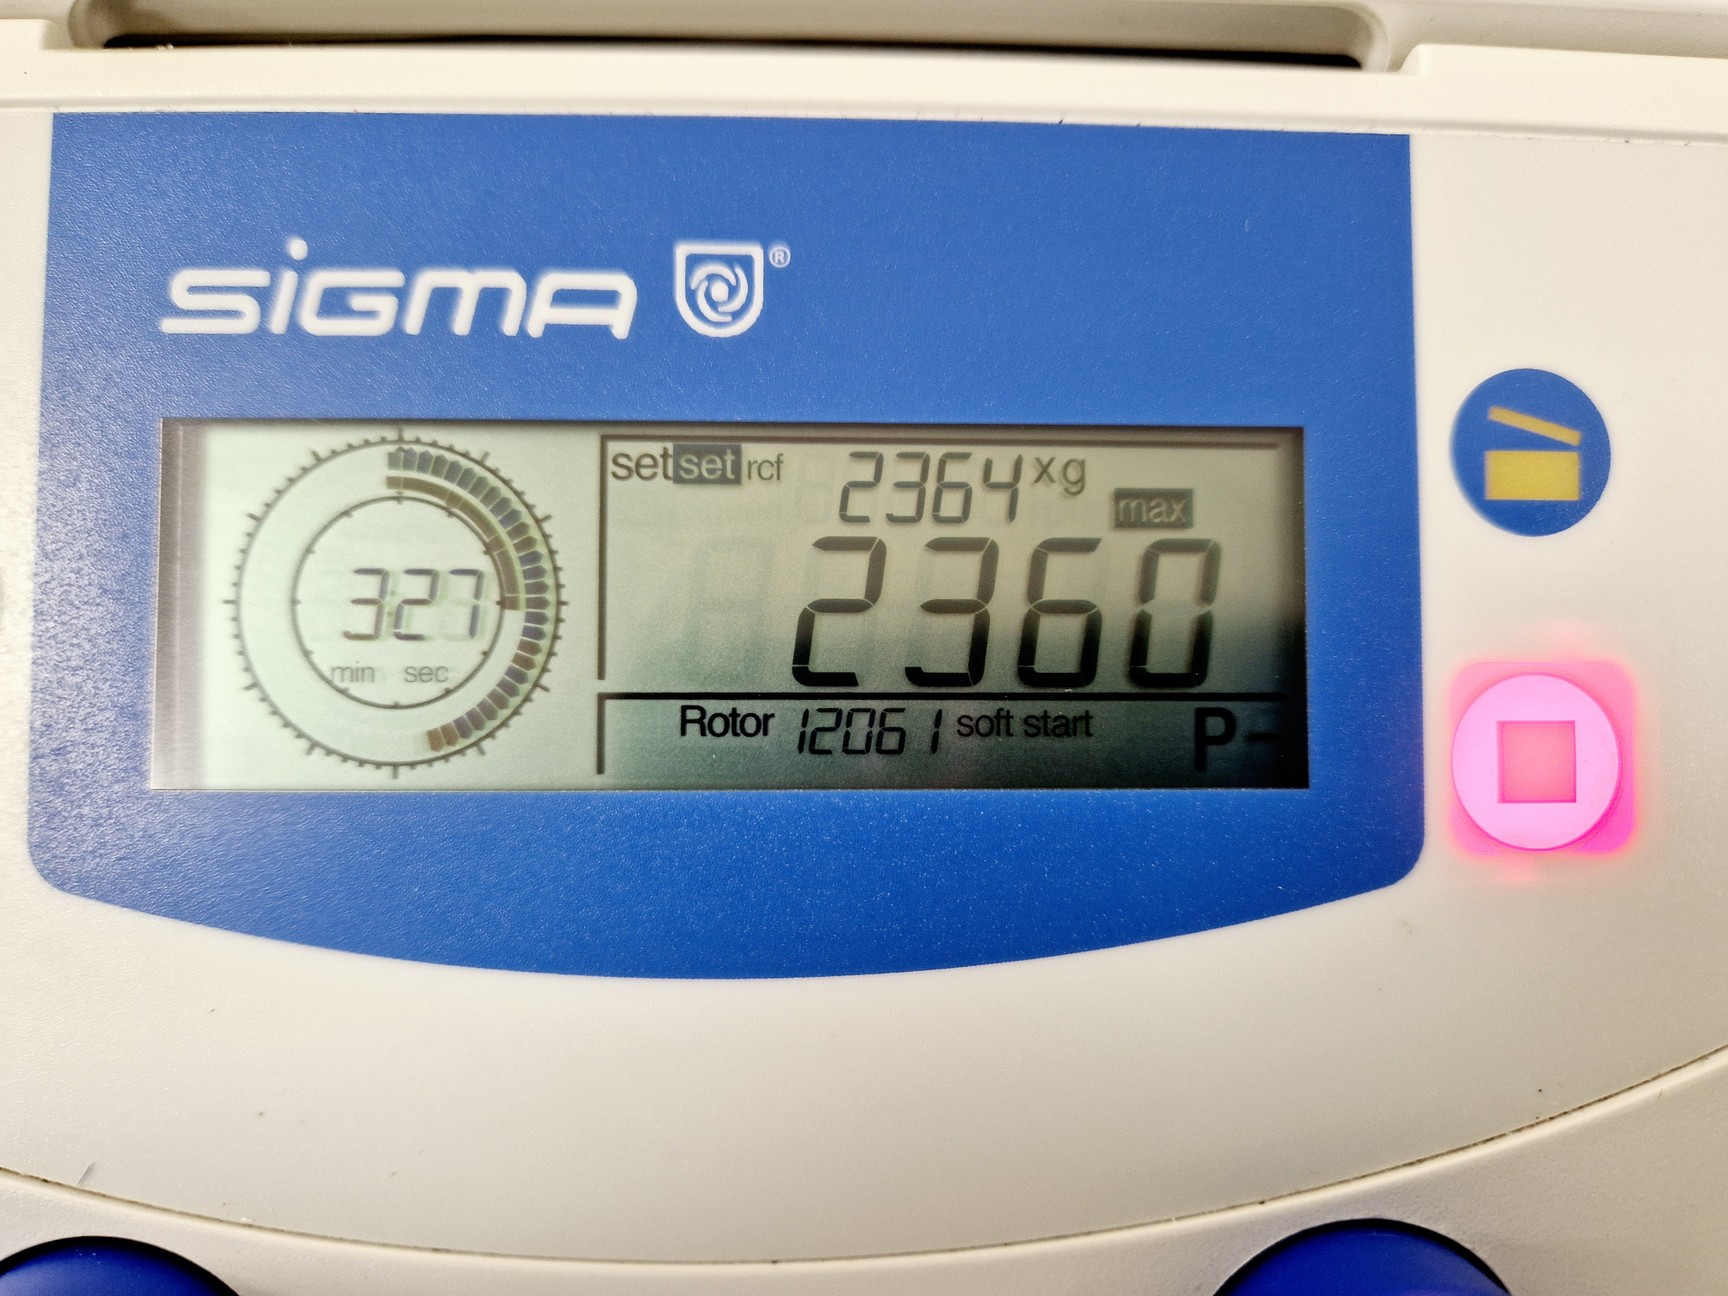 SIGMA ®
set set rcf 2364 xg
max
2360
3:27
min sec
Rotor 12061 soft start P-